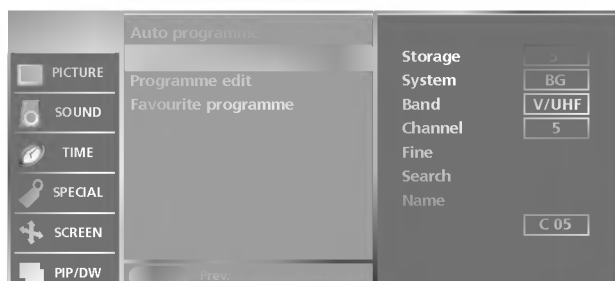 PICTURE
SOUND
TIME
SPECIAL
SCREEN
PIP/DW
Auto programme
Programme edit
Favourite programme
Prev.
Storage 5
System BG
Band V/UHF
Channel 5
Fine
Search
Name
C 05